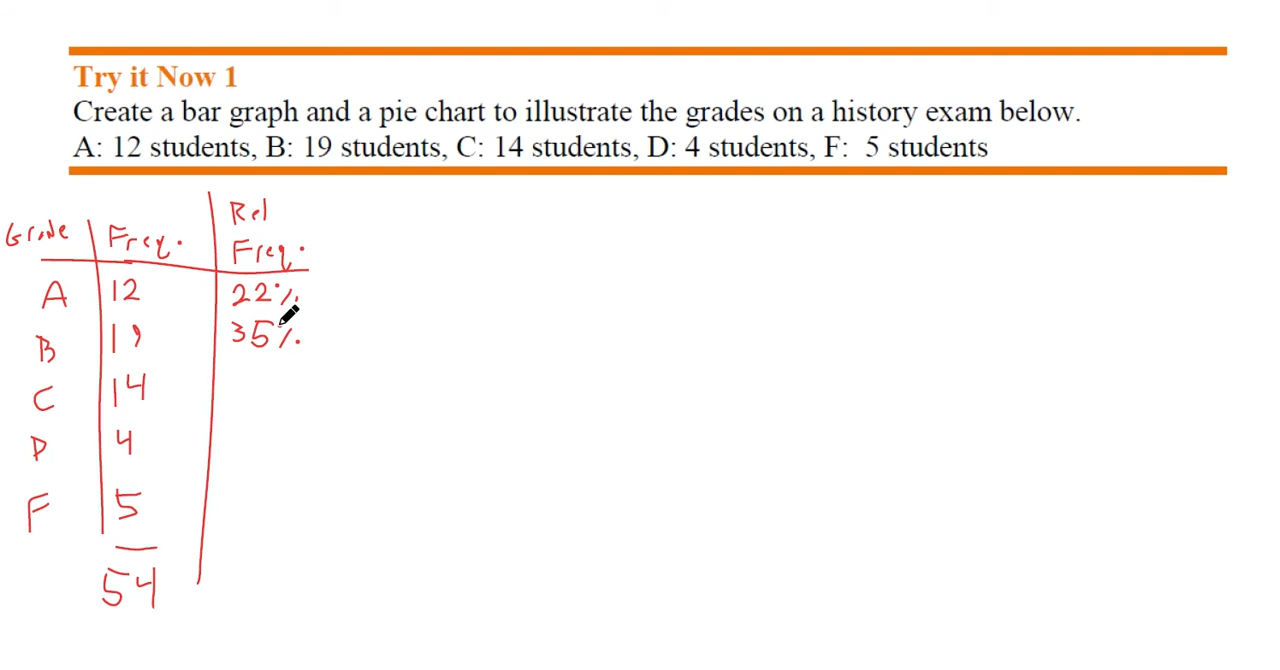 Try it Now 1
Create a bar graph and a pie chart to illustrate the grades on a history exam below.
A: 12 students, B: 19 students, C: 14 students, D: 4 students, F: 5 students
Grade Freq. Rel Freq.
A 12 22%
B 19 35%
C 14
D 4
F 5
54